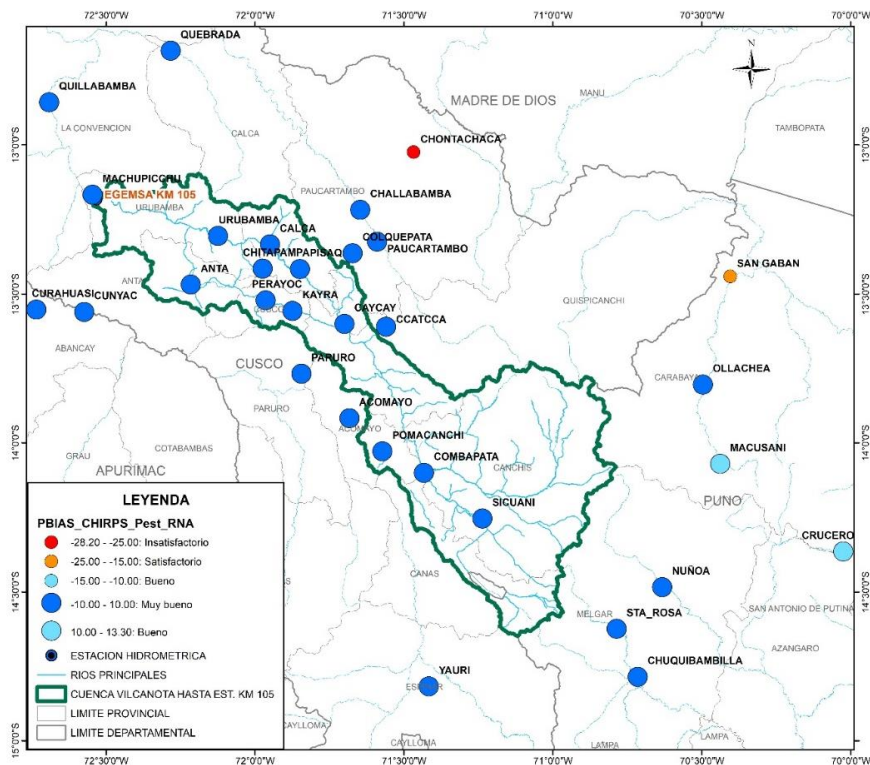 72°30'0"W
72°0'0"W
71°30'0"W
71°0'0"W
70°30'0"W
70°0'0"W
QUEBRADA
N
QUILLABAMBA
MADRE DE DIOS
MANU
LA CONVENCION
CALCA
TAMBOPATA
13°0'0"S
13°0'0"S
CHONTACHACA
MACHUPICCHU
PAUCARTAMBO
CHALLABAMBA
EGEMSA KM 105
URUBAMBA
URUBAMBA
CALCA
COLQUEPATA
PAUCARTAMBO
CHITAPAMPA
PISAQ
SAN GABAN
ANTA
ANTA
PERAYOC
KAYRA
QUISPICANCHI
13°30'0"S
13°30'0"S
CURAHUASI
CUNYAC
CUSCO
CAYCAY
CCATCCA
ABANCAY
CUSCO
PARURO
CARABAYA
OLLACHEA
PARURO
ACOMAYO
ACOMAYO
COTABAMBAS
POMACANCHI
MACUSANI
14°0'0"S
14°0'0"S
GRAU
COMBAPATA
CANCHIS
APURIMAC
PUNO
SICUANI
CRUCERO
LEYENDA
PBIAS_CHIRPS_Pest_RNA
-28.20 - -25.00: Insatisfactorio
-25.00 - -15.00: Satisfactorio
-15.00 - -10.00: Bueno
-10.00 - 10.00: Muy bueno
10.00 - 13.30: Bueno
ESTACION HIDROMETRICA
RIOS PRINCIPALES
CUENCA VILCANOTA HASTA EST. KM 105
LIMITE PROVINCIAL
LIMITE DEPARTAMENTAL
CANAS
NUÑOA
14°30'0"S
14°30'0"S
MELGAR
STA_ROSA
SAN ANTONIO DE PUTINA
AZANGARO
CHUQUIBAMBILLA
YAURI
CAYLLOMA
LAMPA
CAYLLOMA
LAMPA
15°0'0"S
15°0'0"S
72°30'0"W
72°0'0"W
71°30'0"W
71°0'0"W
70°30'0"W
70°0'0"W